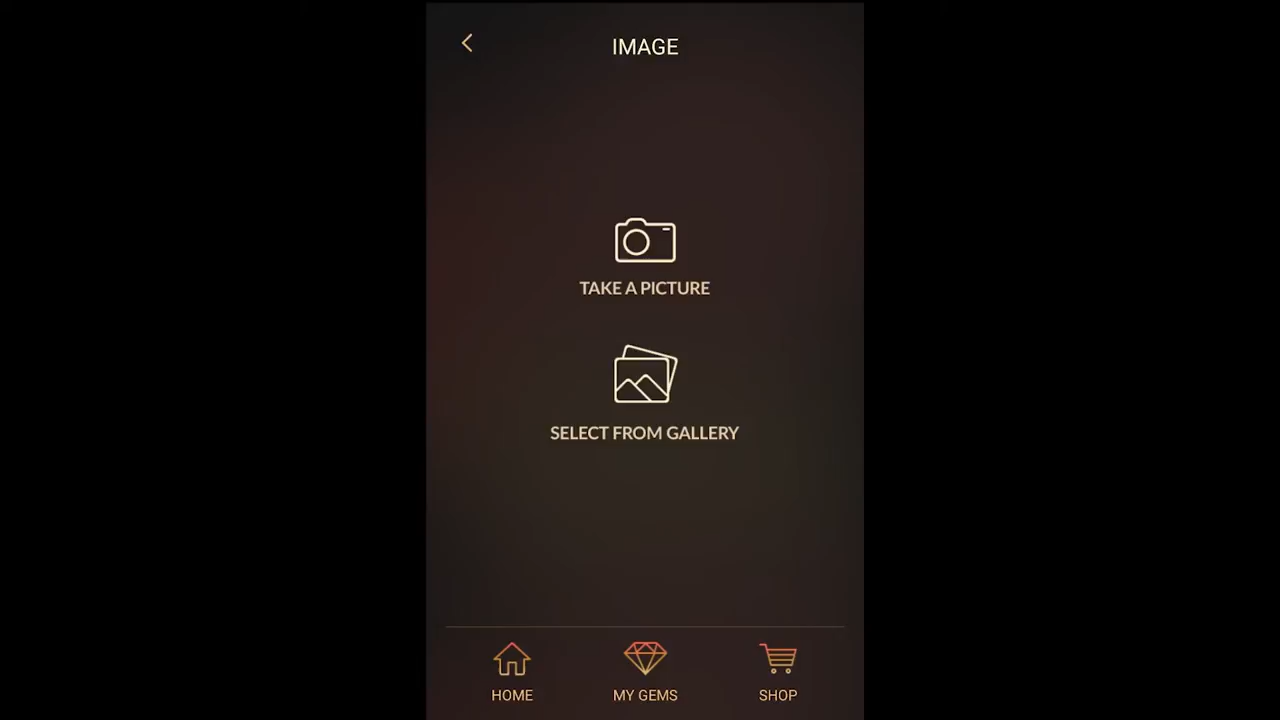 IMAGE
TAKE A PICTURE
SELECT FROM GALLERY
HOME
MY GEMS
SHOP